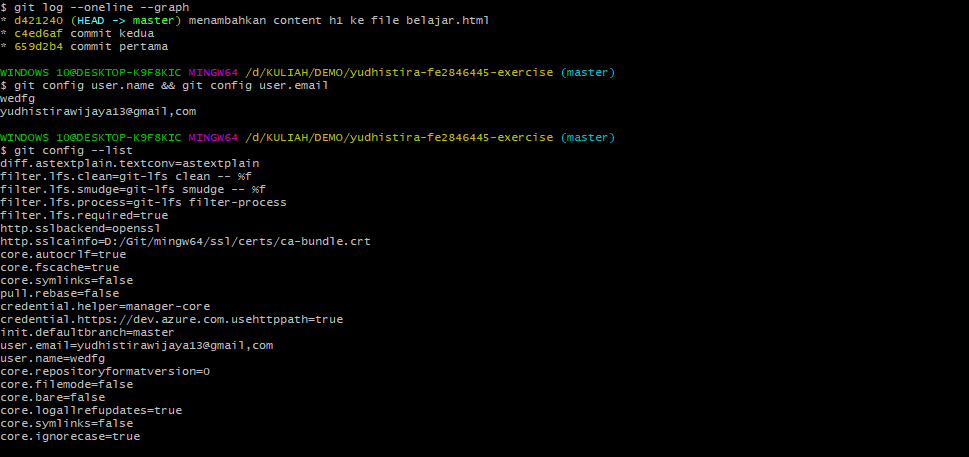 $ git log --oneline --graph
* d421240 (HEAD -> master) menambahkan content h1 ke file belajar.html
* c4ed6af commit kedua
* 659d2b4 commit pertama
WINDOWS 10@DESKTOP-K9F8KIC MINGW64 /d/KULIAH/DEMO/yudhistira-fe2846445-exercise (master)
$ git config user.name && git config user.email
wedfg
yudhistirawijaya13@gmail,com
WINDOWS 10@DESKTOP-K9F8KIC MINGW64 /d/KULIAH/DEMO/yudhistira-fe2846445-exercise (master)
$ git config --list
diff.astextplain.textconv=astextplain
filter.lfs.clean=git-lfs clean -- %f
filter.lfs.smudge=git-lfs smudge -- %f
filter.lfs.process=git-lfs filter-process
filter.lfs.required=true
http.sslbackend=openssl
http.sslcainfo=D:/Git/mingw64/ssl/certs/ca-bundle.crt
core.autocrlf=true
core.fscache=true
core.symlinks=false
pull.rebase=false
credential.helper=manager-core
credential.https://dev.azure.com.usehttppath=true
init.defaultbranch=master
user.email=yudhistirawijaya13@gmail,com
user.name=wedfg
core.repositoryformatversion=0
core.filemode=false
core.bare=false
core.logallrefupdates=true
core.symlinks=false
core.ignorecase=true